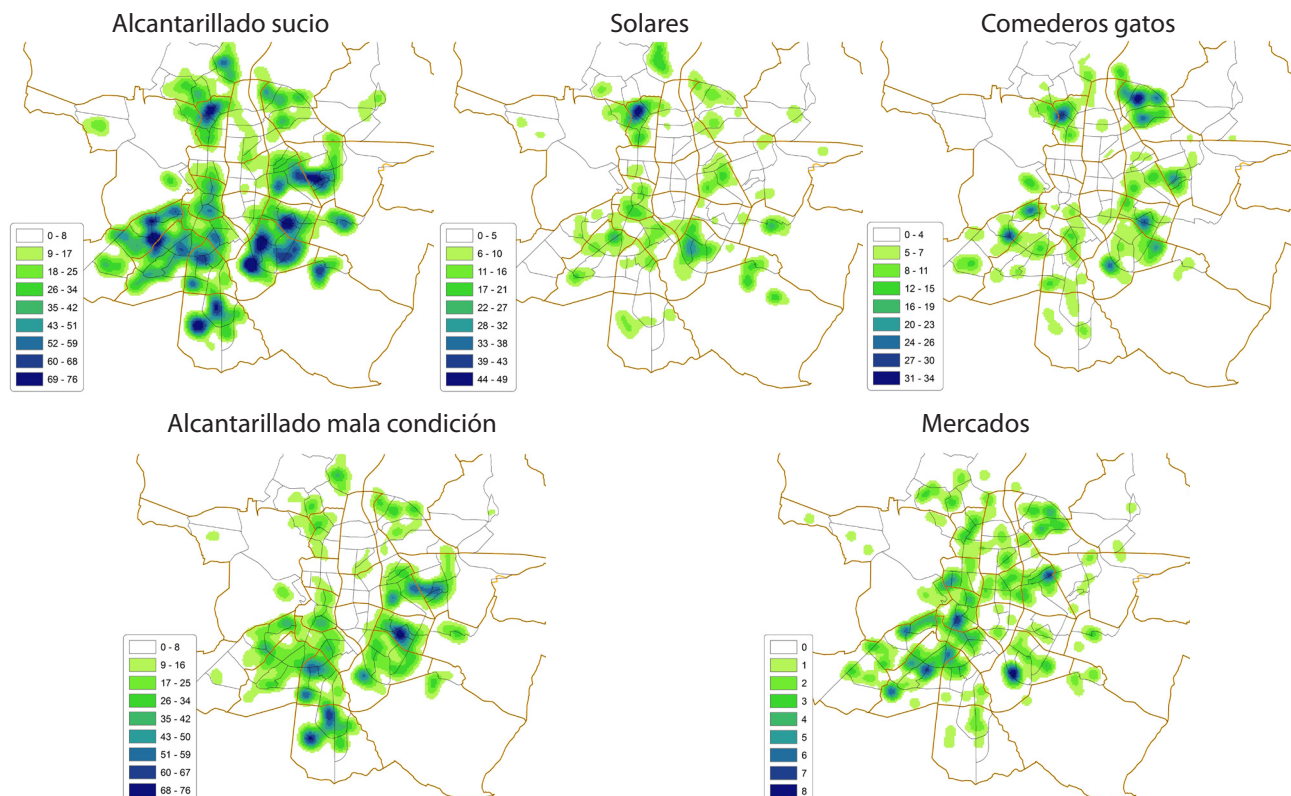 Alcantarillado sucio
Solares
Comederos gatos
0 - 8
9 - 17
18 - 25
26 - 34
35 - 42
43 - 51
52 - 59
60 - 68
69 - 76
0 - 5
6 - 10
11 - 16
17 - 21
22 - 27
28 - 32
33 - 38
39 - 43
44 - 49
0 - 4
5 - 7
8 - 11
12 - 15
16 - 19
20 - 23
24 - 26
27 - 30
31 - 34
Alcantarillado mala condición
Mercados
0 - 8
9 - 16
17 - 25
26 - 34
35 - 42
43 - 50
51 - 59
60 - 67
68 - 76
0
1
2
3
4
5
6
7
8